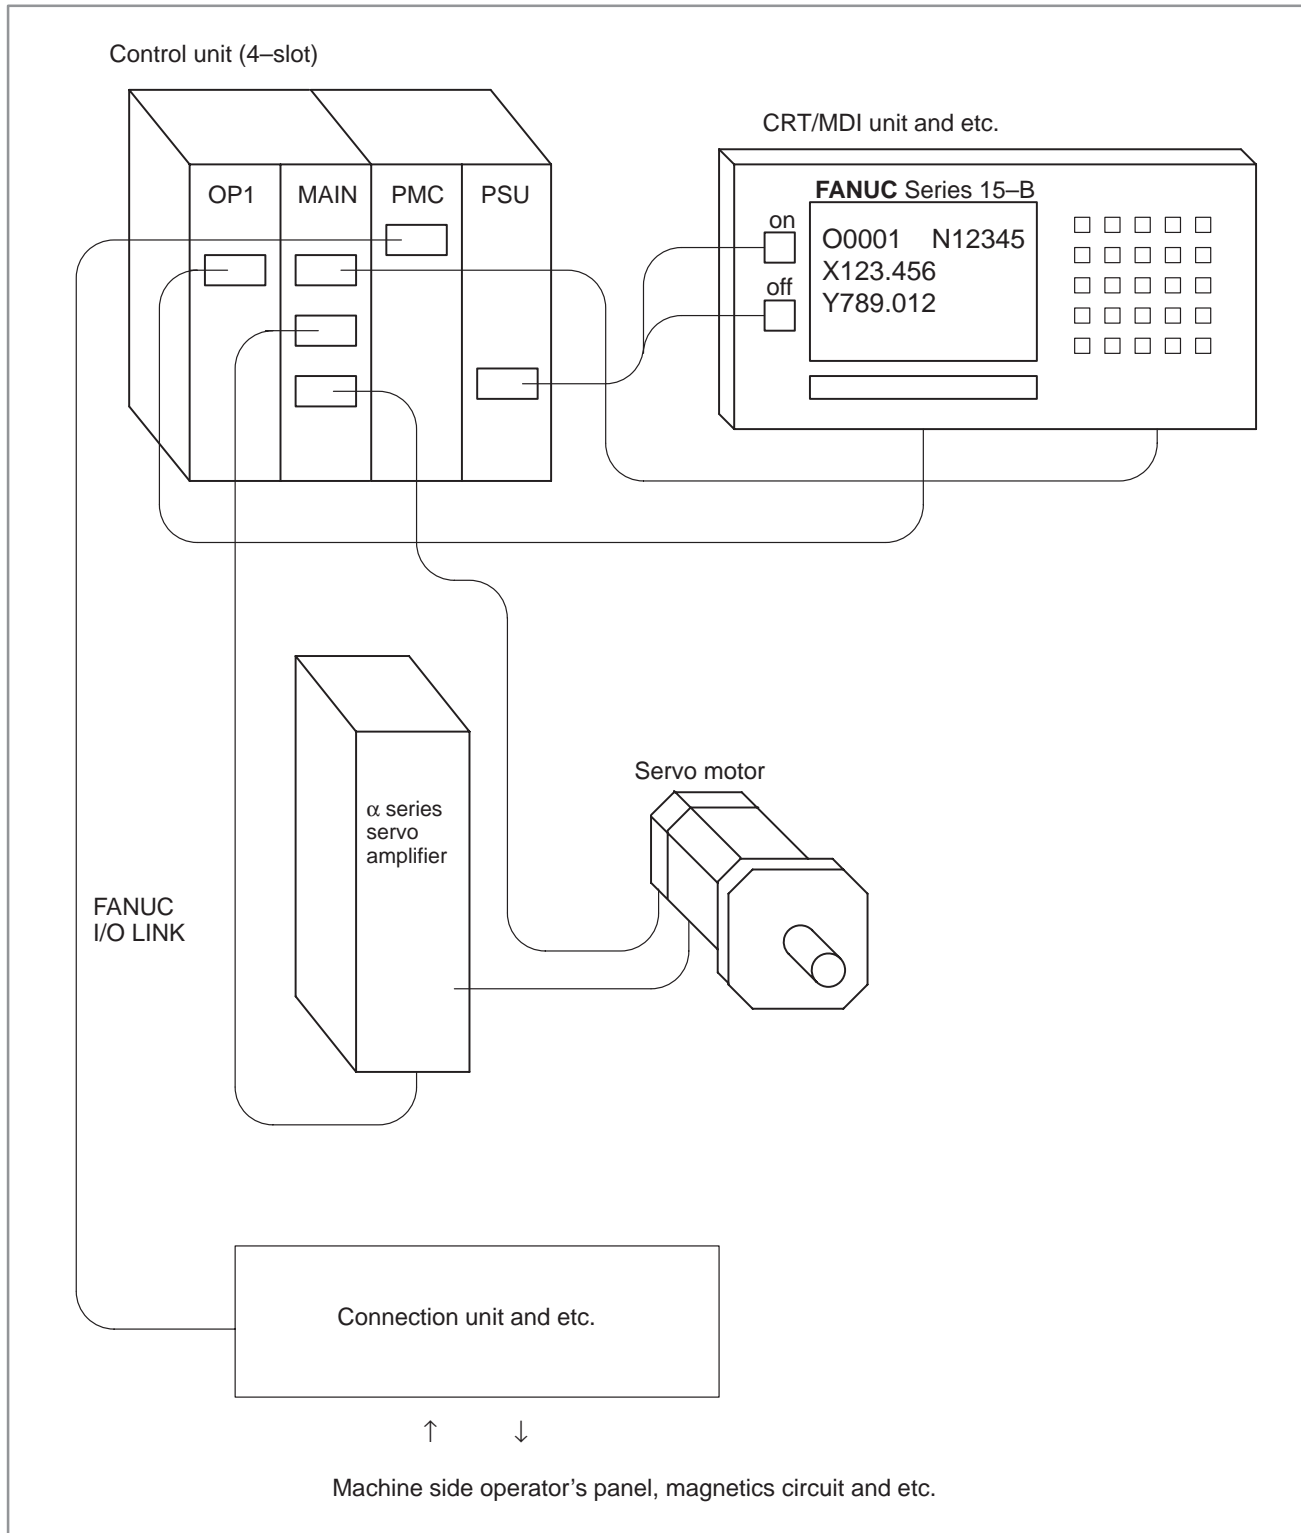 Control unit (4–slot)
CRT/MDI unit and etc.
OP1 MAIN PMC PSU
FANUC Series 15–B
on
O0001 N12345
X123.456
off
Y789.012
Servo motor
α series
servo
amplifier
FANUC
I/O LINK
Connection unit and etc.
↑ ↓
Machine side operator’s panel, magnetics circuit and etc.